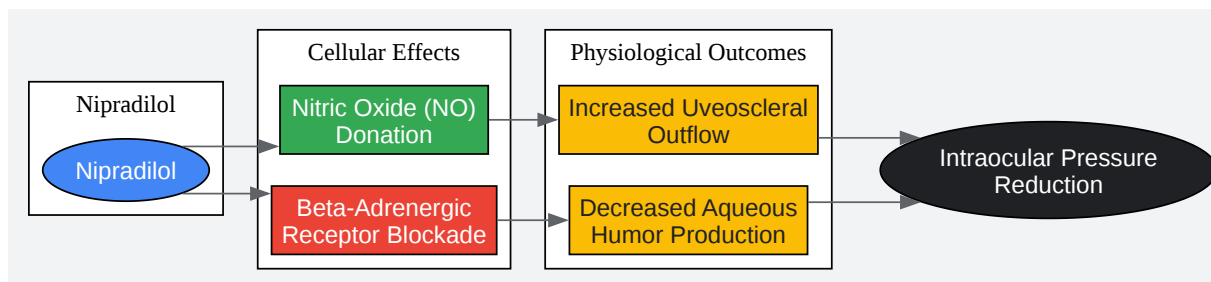 Nipradilol
Nipradilol
Cellular Effects
Nitric Oxide (NO)
Donation
Beta-Adrenergic
Receptor Blockade
Physiological Outcomes
Increased Uveoscleral
Outflow
Decreased Aqueous
Humor Production
Intraocular Pressure
Reduction